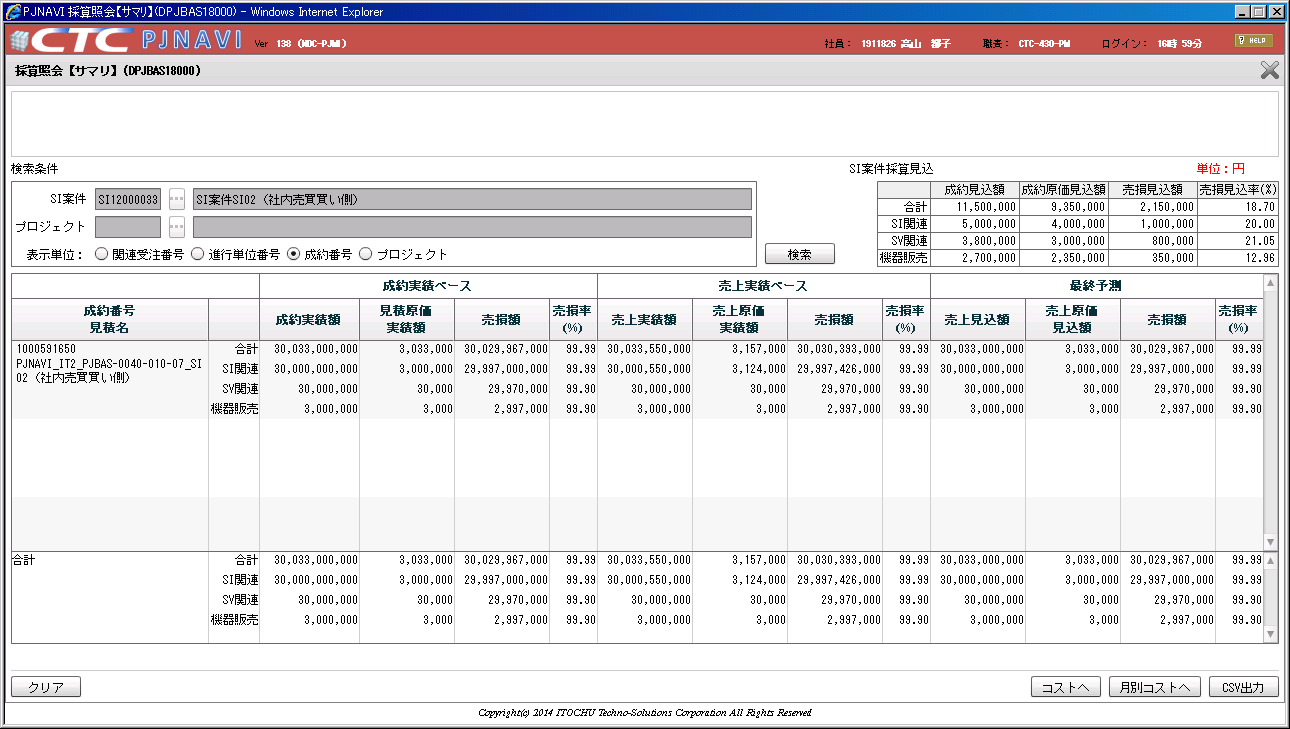 PJNAVI 採算照会【サマリ】(DPJBAS18000) - Windows Internet Explorer
CTC PJNAVI Ver 138 (NDC-PJMI) 社員： 1911826 高山 郷子 職責： CTC-430-PM ログイン： 16時 59分 ? HELP
採算照会【サマリ】(DPJBAS18000)
検索条件 SI案件採算見込 単位：円
SI案件 SI12000033 ... SI案件SI02（社内売買買い側）
プロジェクト ...
表示単位： 関連受注番号 進行単位番号 成約番号 プロジェクト 検索
成約見込額 成約原価見込額 売損見込額 売損見込率(%)
合計 11,500,000 9,350,000 2,150,000 18.70
SI関連 5,000,000 4,000,000 1,000,000 20.00
SV関連 3,800,000 3,000,000 800,000 21.05
機器販売 2,700,000 2,350,000 350,000 12.96
成約実績ベース 売上実績ベース 最終予測
成約番号
見積名
成約実績額 見積原価実績額 売損額 売損率(%) 売上実績額 売上原価実績額 売損額 売損率(%) 売上見込額 売上原価見込額 売損額 売損率(%)
1000591650
PJNAVI_IT2_PJBAS-0040-010-07_SI
02（社内売買買い側）
合計 30,033,000,000 3,033,000 30,029,967,000 99.99 30,033,550,000 3,157,000 30,030,393,000 99.99 30,033,000,000 3,033,000 30,029,967,000 99.99
SI関連 30,000,000,000 3,000,000 29,997,000,000 99.99 30,000,550,000 3,124,000 29,997,426,000 99.99 30,000,000,000 3,000,000 29,997,000,000 99.99
SV関連 30,000,000 30,000 29,970,000 99.90 30,000,000 30,000 29,970,000 99.90 30,000,000 30,000 29,970,000 99.90
機器販売 3,000,000 3,000 2,997,000 99.90 3,000,000 3,000 2,997,000 99.90 3,000,000 3,000 2,997,000 99.90
合計 合計 30,033,000,000 3,033,000 30,029,967,000 99.99 30,033,550,000 3,157,000 30,030,393,000 99.99 30,033,000,000 3,033,000 30,029,967,000 99.99
SI関連 30,000,000,000 3,000,000 29,997,000,000 99.99 30,000,550,000 3,124,000 29,997,426,000 99.99 30,000,000,000 3,000,000 29,997,000,000 99.99
SV関連 30,000,000 30,000 29,970,000 99.90 30,000,000 30,000 29,970,000 99.90 30,000,000 30,000 29,970,000 99.90
機器販売 3,000,000 3,000 2,997,000 99.90 3,000,000 3,000 2,997,000 99.90 3,000,000 3,000 2,997,000 99.90
クリア コストへ 月別コストへ CSV出力
Copyright(c) 2014 ITOCHU Techno-Solutions Corporation All Rights Reserved